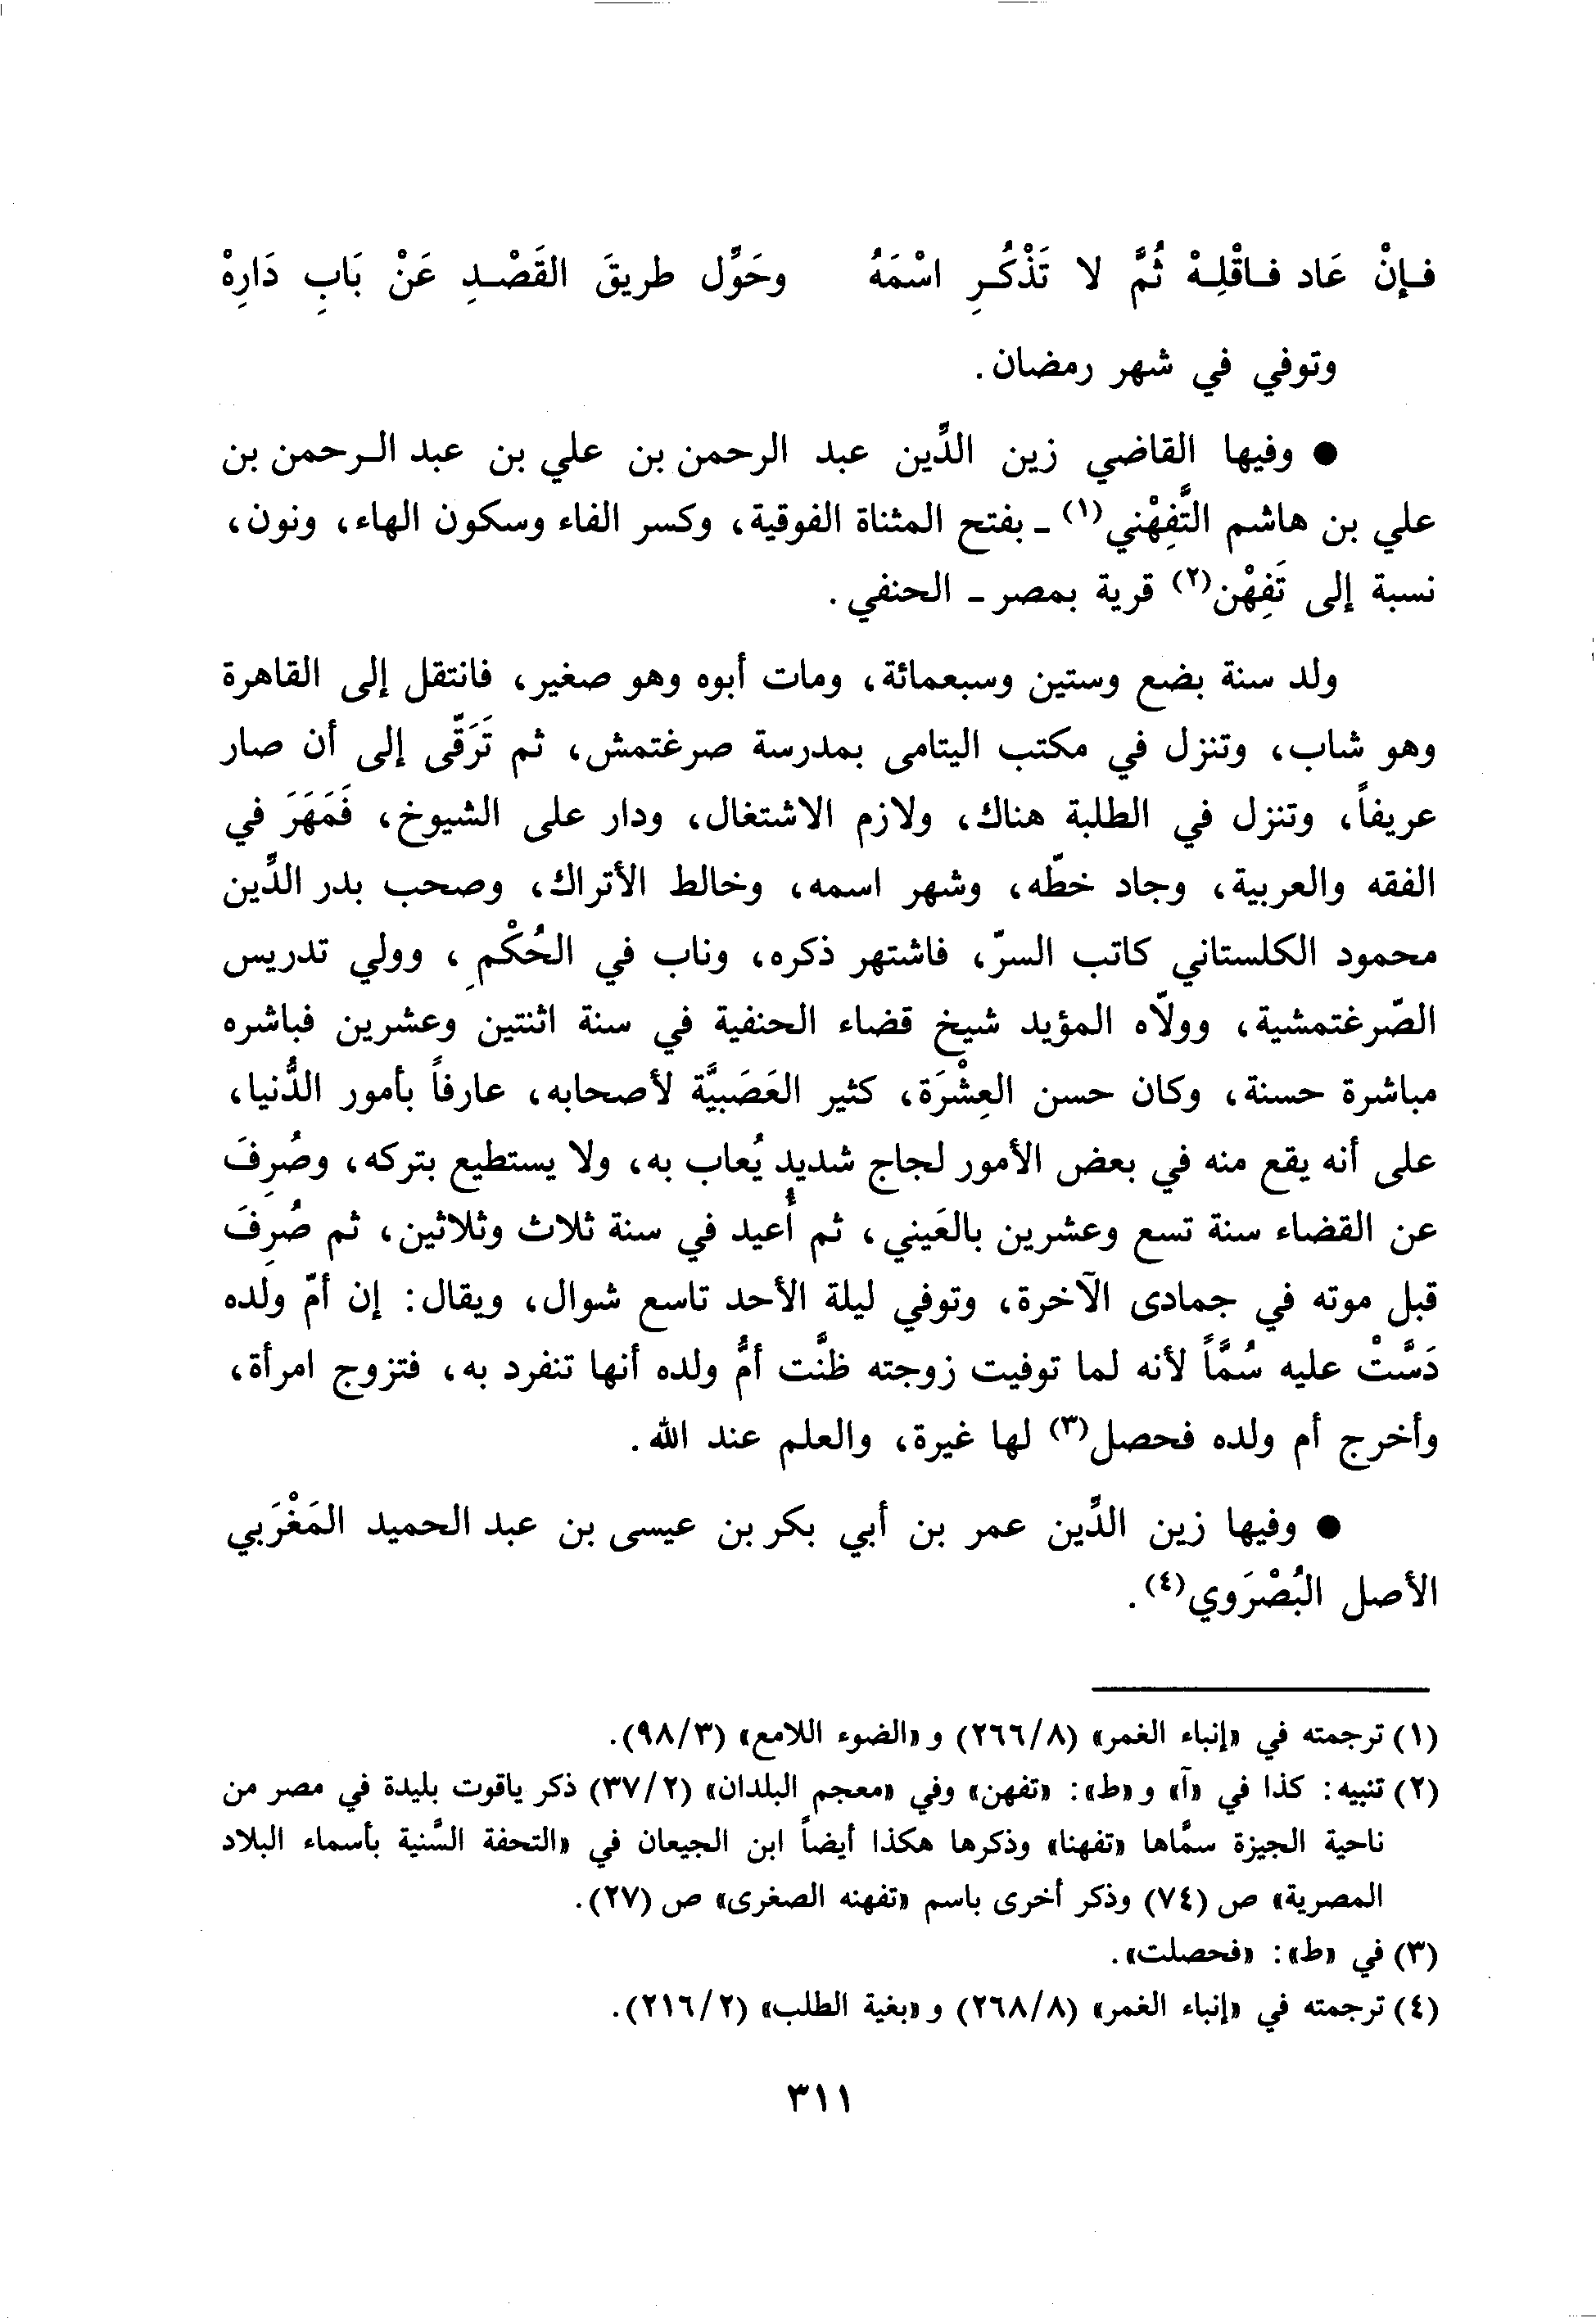 فإنْ عَاد فاقْلِهْ ثُمَّ لا تَذْكُرِ اسْمَهُ وحَوِّل طريقَ القَصْدِ عَنْ بَابِ دَارِهْ
وتوفي في شهر رمضان.
● وفيها القاضي زين الدِّين عبد الرحمن بن علي بن عبد الرحمن بن
علي بن هاشم التَّفِهْني(١) - بفتح المثناة الفوقية، وكسر الفاء وسكون الهاء، ونون،
نسبة إلى تَفِهْن(٢) قرية بمصر - الحنفي.
ولد سنة بضع وستين وسبعمائة، ومات أبوه وهو صغير، فانتقل إلى القاهرة
وهو شاب، وتنزل في مكتب اليتامى بمدرسة صرغتمش، ثم تَرَقَّى إلى أن صار
عريفاً، وتنزل في الطلبة هناك، ولازم الاشتغال، ودار على الشيوخ، فَمَهَرَ في
الفقه والعربية، وجاد خطّه، وشهر اسمه، وخالط الأتراك، وصحب بدر الدِّين
محمود الكلستاني كاتب السرّ، فاشتهر ذكره، وناب في الحُكْمِ، وولي تدريس
الصّرغتمشية، وولّاه المؤيد شيخ قضاء الحنفية في سنة اثنتين وعشرين فباشره
مباشرة حسنة، وكان حسن العِشْرَة، كثير العَصَبيَّة لأصحابه، عارفاً بأمور الدُّنيا،
على أنه يقع منه في بعض الأمور لجاج شديد يُعاب به، ولا يستطيع بتركه، وصُرِفَ
عن القضاء سنة تسع وعشرين بالعَيني، ثم أُعيد في سنة ثلاث وثلاثين، ثم صُرِفَ
قبل موته في جمادى الآخرة، وتوفي ليلة الأحد تاسع شوال، ويقال: إن أمّ ولده
دَسَّتْ عليه سُمَّاً لأنه لما توفيت زوجته ظنَّت أمُّ ولده أنها تنفرد به، فتزوج امرأة،
وأخرج أم ولده فحصل(٣) لها غيرة، والعلم عند الله.
● وفيها زين الدِّين عمر بن أبي بكر بن عيسى بن عبد الحميد المَغْرَبي
الأصل البُصْرَوي(٤).
(١) ترجمته في «إنباء الغمر» (٢٦٦/٨) و«الضوء اللامع» (٩٨/٣).
(٢) تنبيه: كذا في «آ» و«ط»: «تفهن» وفي «معجم البلدان» (٣٧/٢) ذكر ياقوت بليدة في مصر من
ناحية الجيزة سمَّاها «تفهنا» وذكرها هكذا أيضاً ابن الجيعان في «التحفة السَّنية بأسماء البلاد
المصرية» ص (٧٤) وذكر أخرى باسم «تفهنه الصغرى» ص (٢٧).
(٣) في «ط»: «فحصلت».
(٤) ترجمته في «إنباء الغمر» (٢٦٨/٨) و«بغية الطلب» (٢١٦/٢).
٣١١